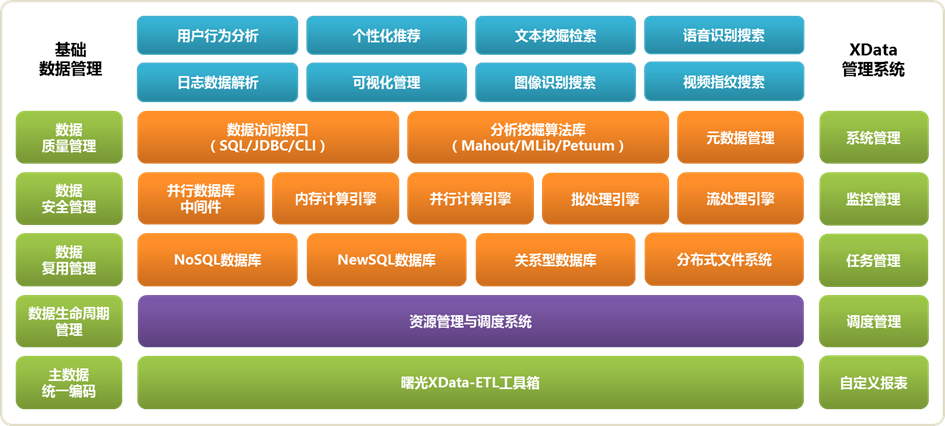 基础
数据管理
用户行为分析
个性化推荐
文本挖掘检索
语音识别搜索
XData
管理系统
日志数据解析
可视化管理
图像识别搜索
视频指纹搜索
数据
质量管理
数据访问接口
（SQL/JDBC/CLI）
分析挖掘算法库
（Mahout/MLib/Petuum）
元数据管理
系统管理
数据
安全管理
并行数据库
中间件
内存计算引擎
并行计算引擎
批处理引擎
流处理引擎
监控管理
数据
复用管理
NoSQL数据库
NewSQL数据库
关系型数据库
分布式文件系统
任务管理
数据生命周期
管理
资源管理与调度系统
调度管理
主数据
统一编码
曙光XData-ETL工具箱
自定义报表